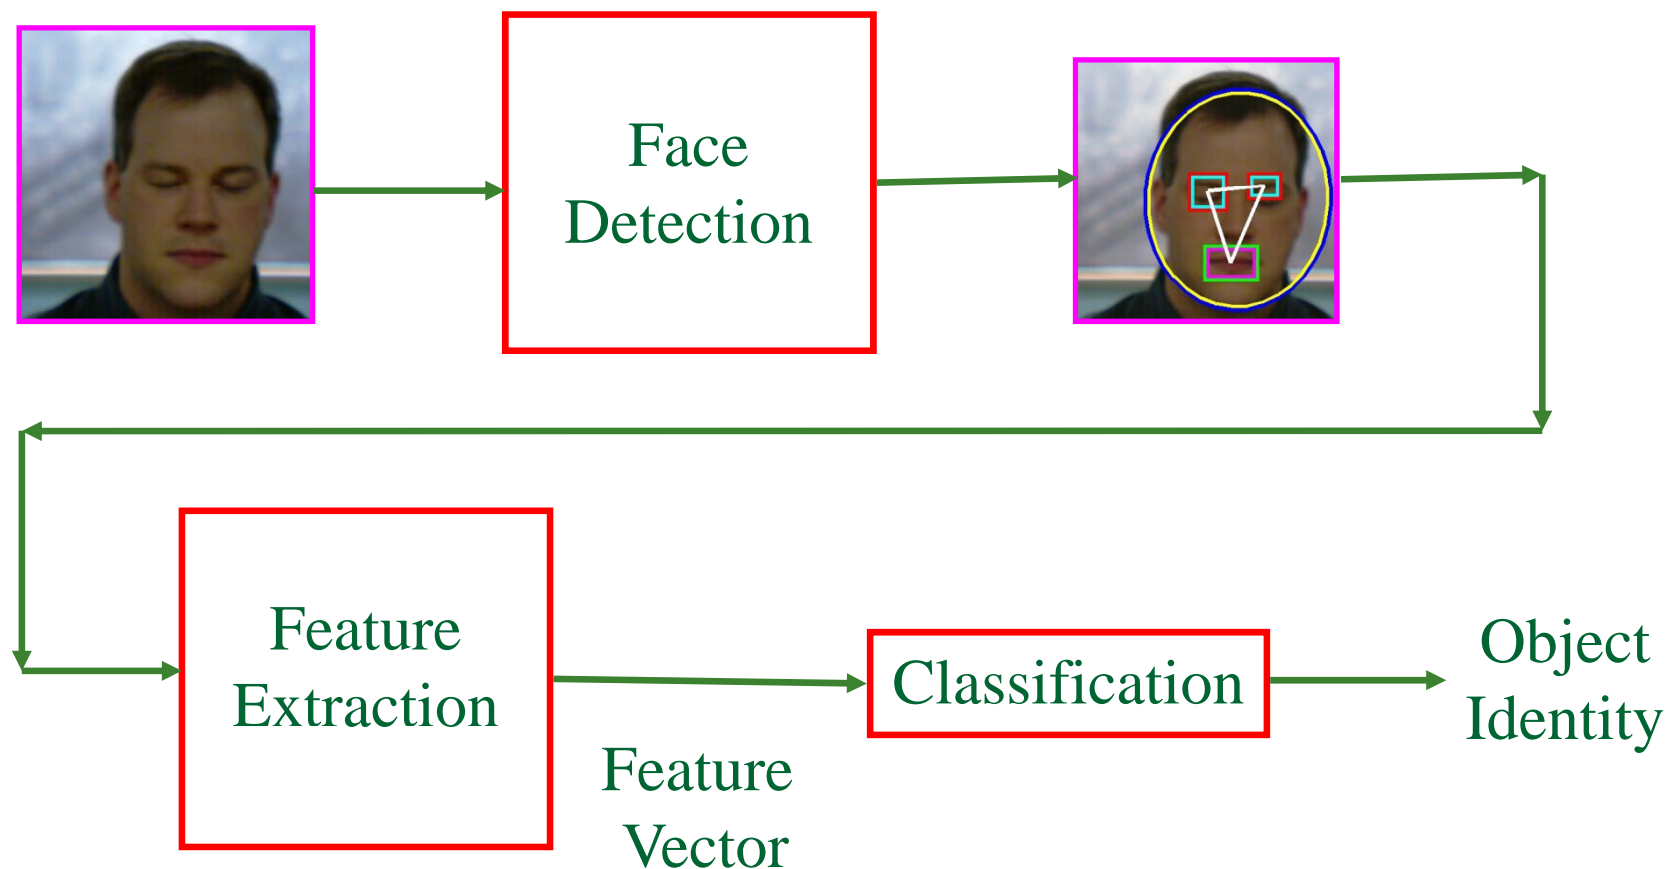 Face
Detection
Feature
Extraction
Feature
Vector
Classification
Object
Identity